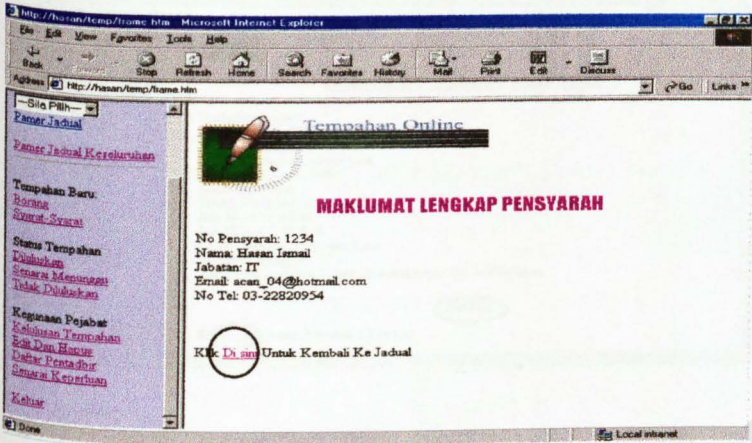 http://hasan/temp/frame.htm Microsoft Internet Explorer
File Edit View Favorites Tools Help
Back Stop Refresh Home Search Favorites History Mail Print Edit Discuss
Address http://hasan/temp/frame.htm Go Links »
--Sila Pilih--
Pamer Jadual
Pamer Jadual Keseluruhan
Tempahan Baru:
Borang
Syarat-Syarat
Status Tempahan
Diluluskan
Senarai Menunggu
Tidak Diluluskan
Kegunaan Pejabat
Kelulusan Tempahan
Edit Dan Hapus
Daftar Pentadbir
Senarai Keperluan
Keluar
Tempahan Online
MAKLUMAT LENGKAP PENSYARAH
No Pensyarah: 1234
Nama: Hasan Ismail
Jabatan: IT
Email: acan_04@hotmail.com
No Tel: 03-22820954
Klik Di sini Untuk Kembali Ke Jadual
Done Local intranet